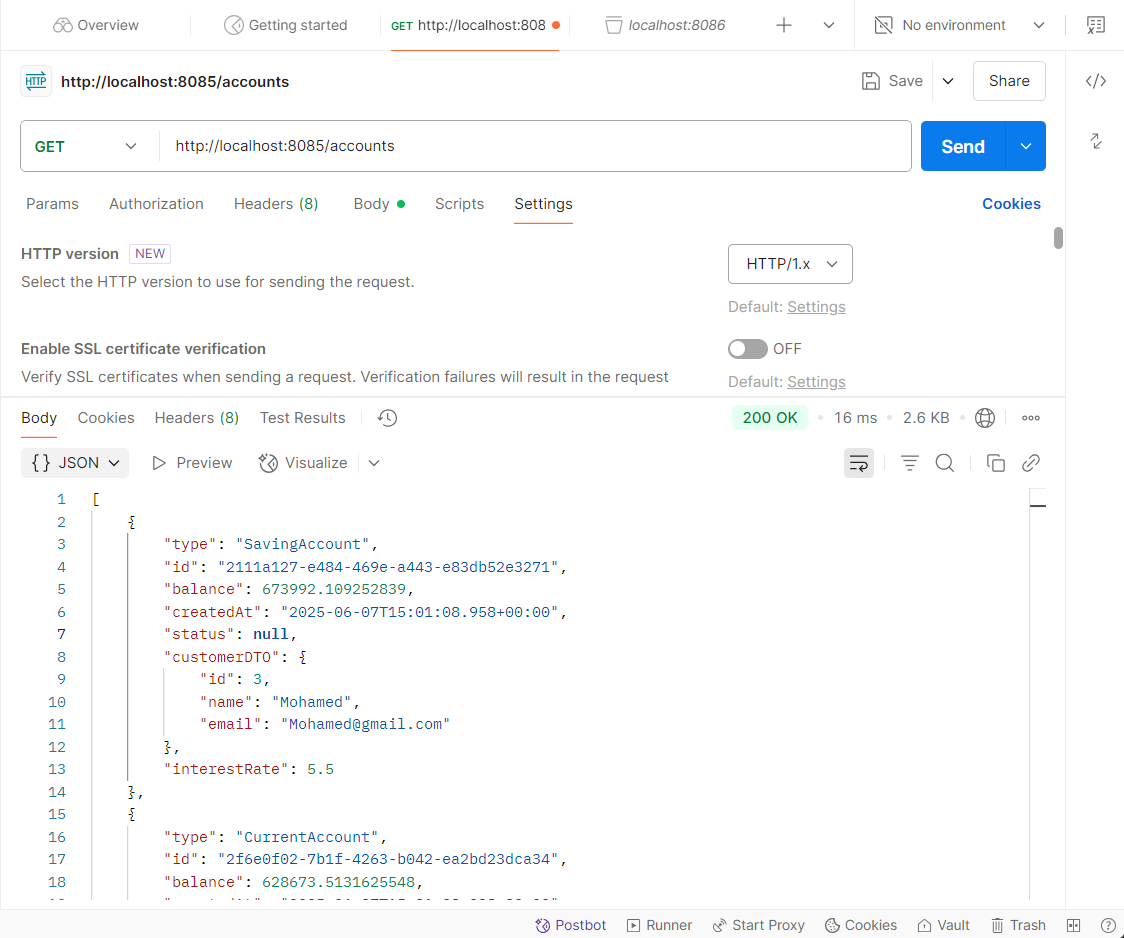 Overview Getting started GET http://localhost:808 localhost:8086 No environment
HTTP http://localhost:8085/accounts Save Share
GET http://localhost:8085/accounts Send
Params Authorization Headers (8) Body Scripts Settings Cookies
HTTP version NEW HTTP/1.x
Select the HTTP version to use for sending the request.
Default: Settings
Enable SSL certificate verification OFF
Verify SSL certificates when sending a request. Verification failures will result in the request
Default: Settings
Body Cookies Headers (8) Test Results 200 OK • 16 ms • 2.6 KB
{} JSON Preview Visualize
1 [
2 {
3 "type": "SavingAccount",
4 "id": "2111a127-e484-469e-a443-e83db52e3271",
5 "balance": 673992.109252839,
6 "createdAt": "2025-06-07T15:01:08.958+00:00",
7 "status": null,
8 "customerDTO": {
9 "id": 3,
10 "name": "Mohamed",
11 "email": "Mohamed@gmail.com"
12 },
13 "interestRate": 5.5
14 },
15 {
16 "type": "CurrentAccount",
17 "id": "2f6e0f02-7b1f-4263-b042-ea2bd23dca34",
18 "balance": 628673.5131625548,
Postbot Runner Start Proxy Cookies Vault Trash